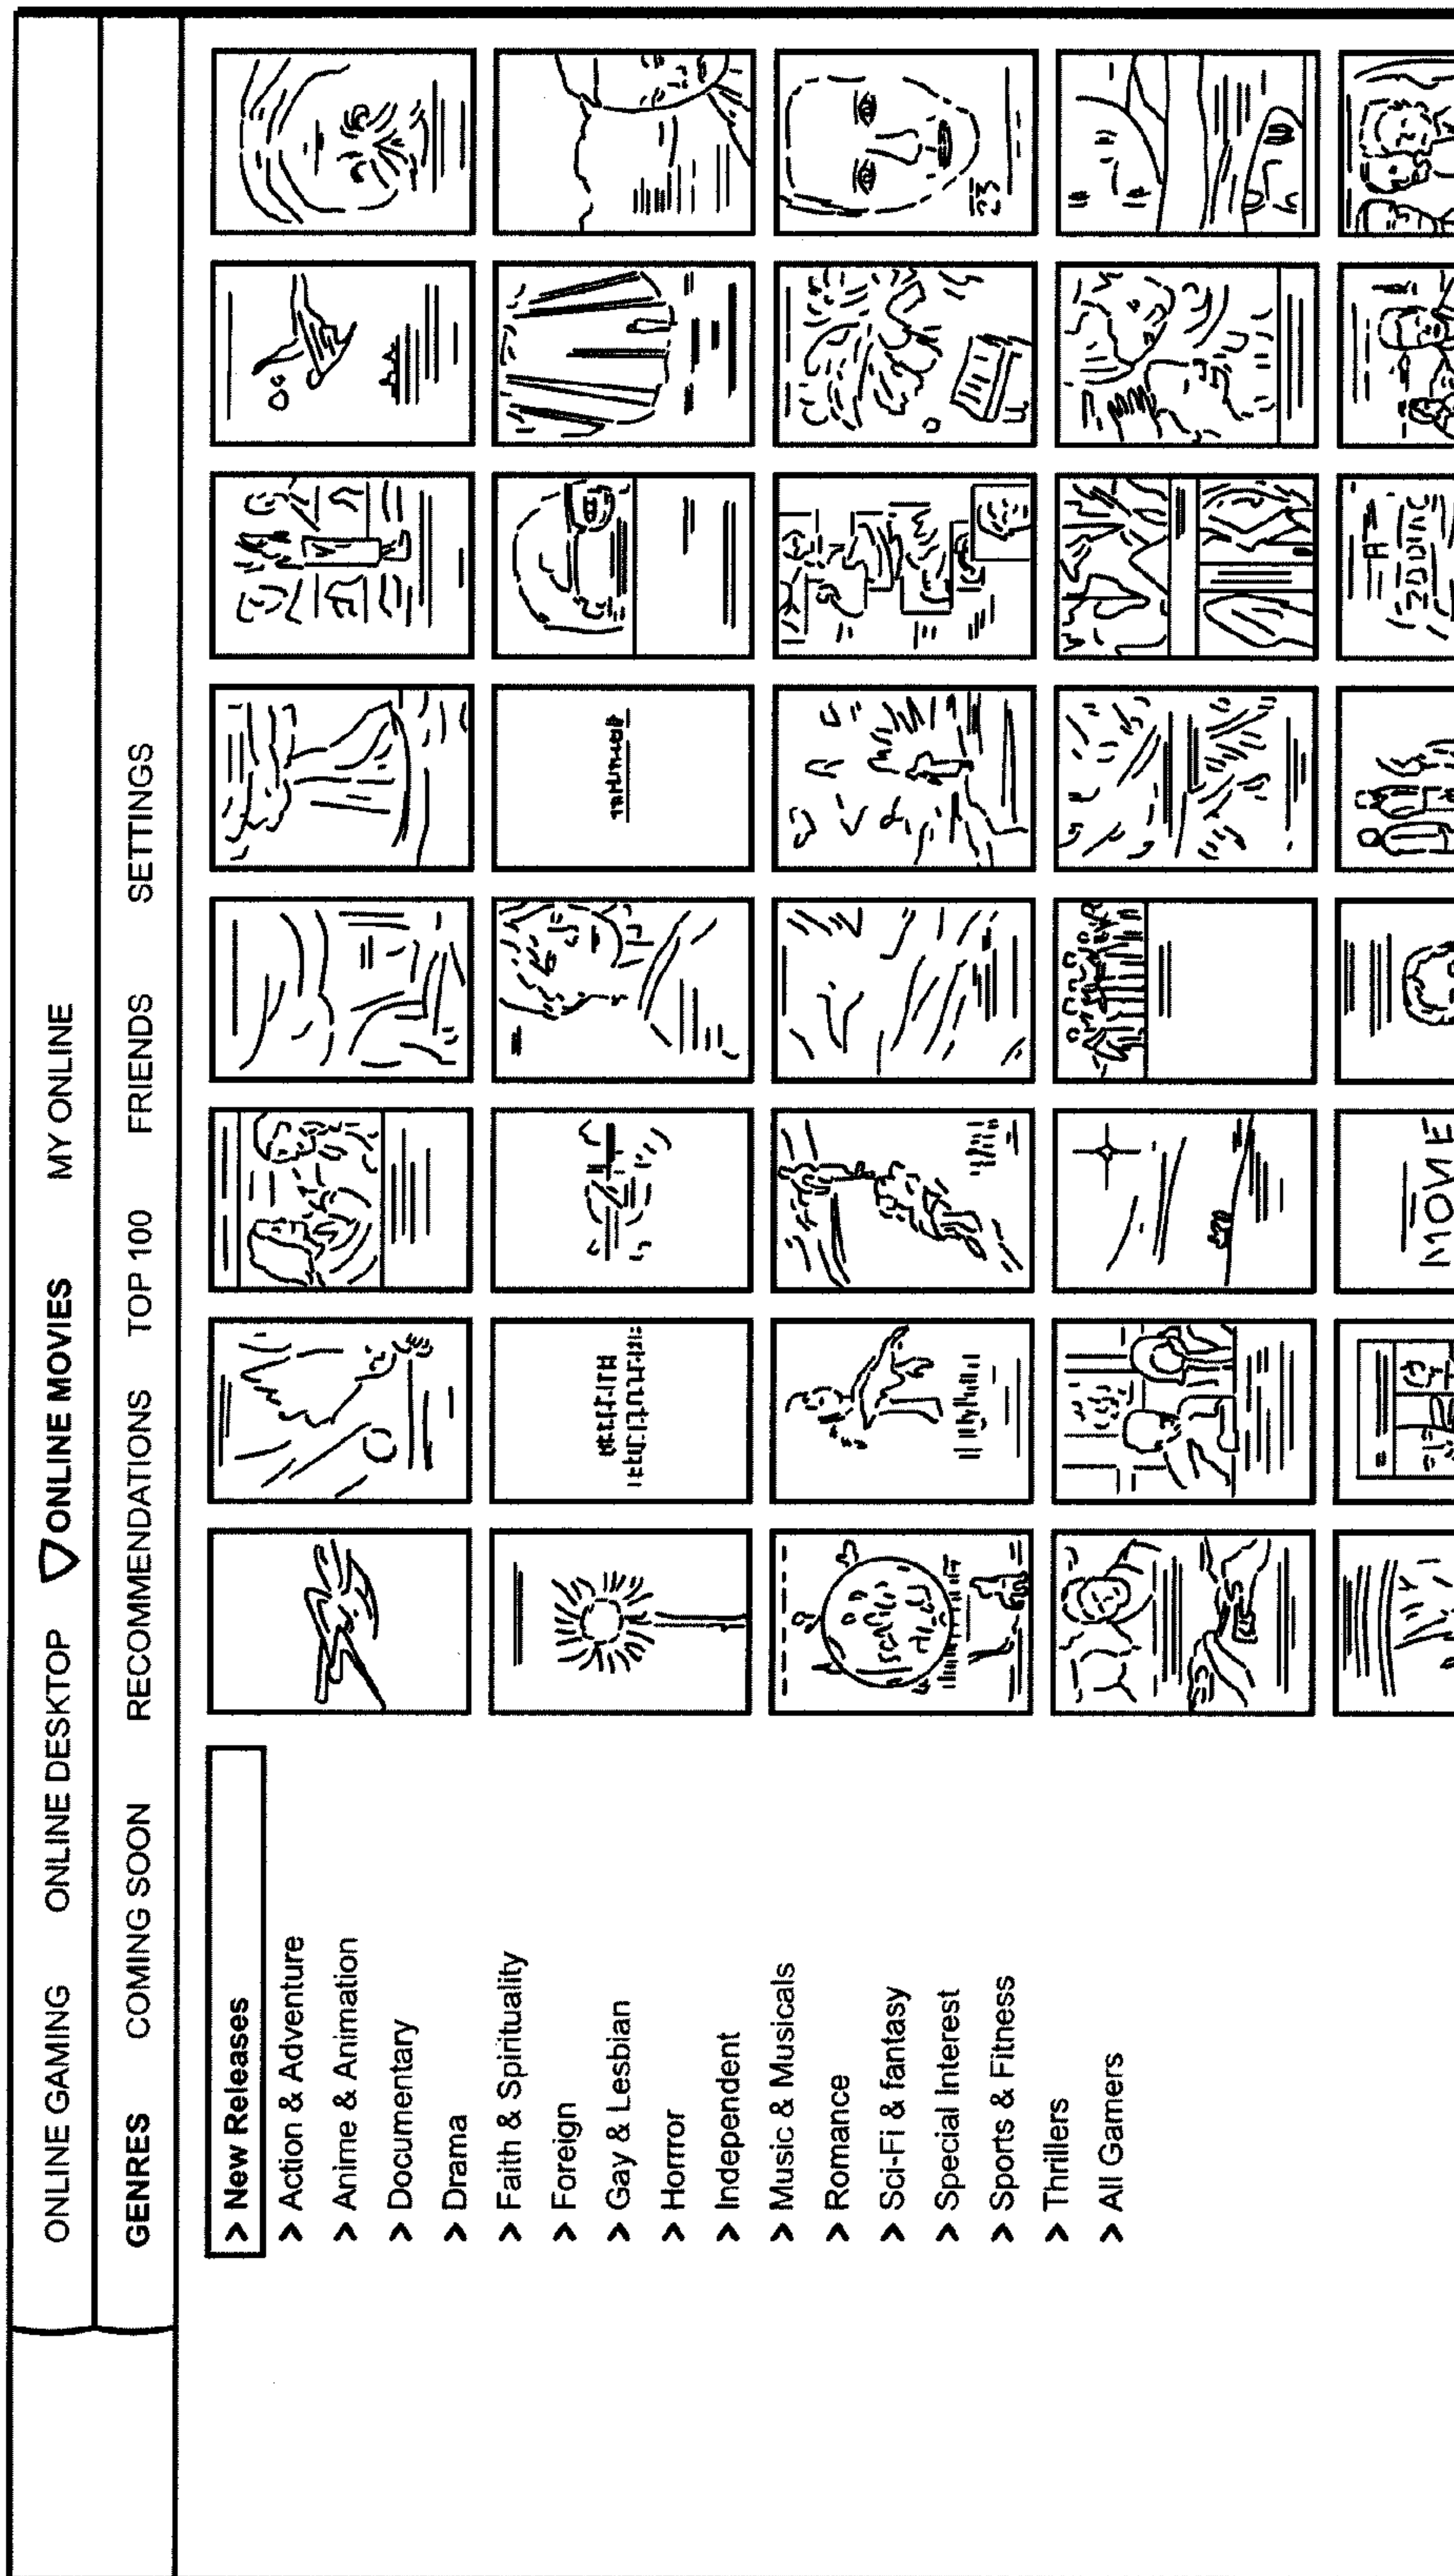 ONLINE GAMING ONLINE DESKTOP ONLINE MOVIES MY ONLINE
GENRES COMING SOON RECOMMENDATIONS TOP 100 FRIENDS SETTINGS
> New Releases
> Action & Adventure
> Anime & Animation
> Documentary
> Drama
> Faith & Spirituality
> Foreign
> Gay & Lesbian
> Horrror
> Independent
> Music & Musicals
> Romance
> Sci-Fi & fantasy
> Special Interest
> Sports & Fitness
> Thrillers
> All Gamers
23
MOVIE
A